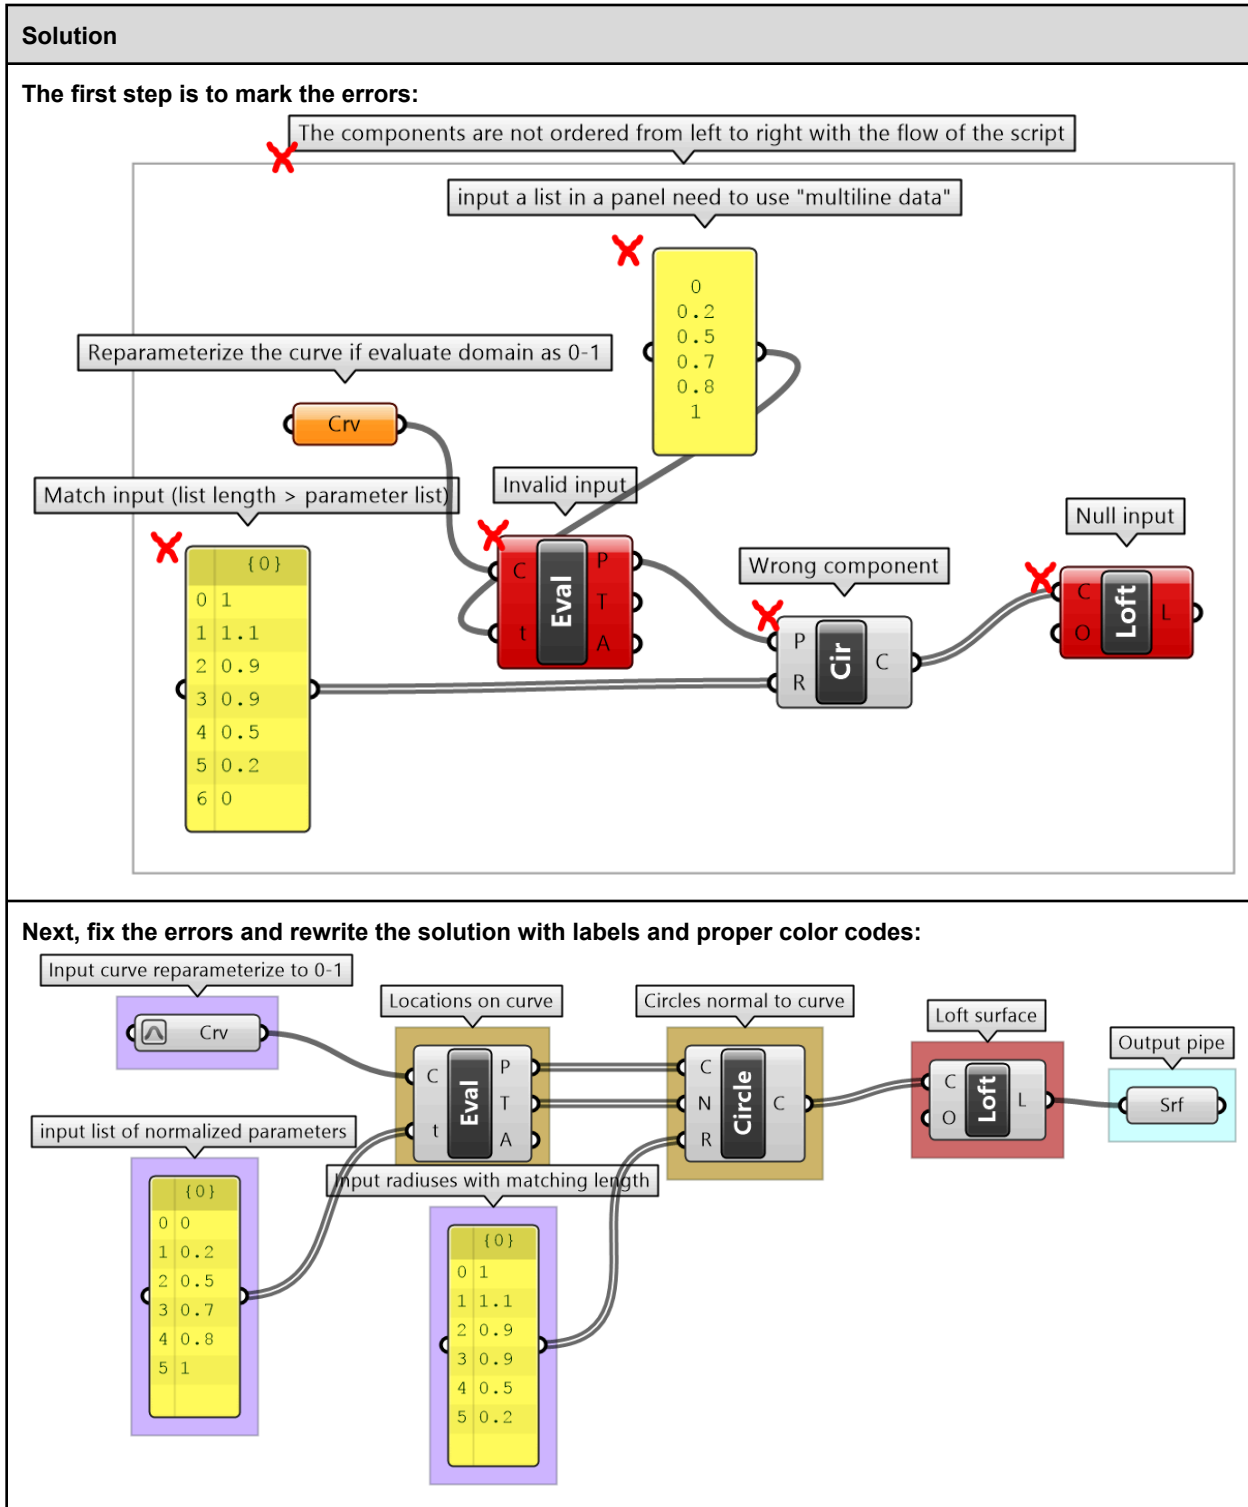 Solution
The first step is to mark the errors:
The components are not ordered from left to right with the flow of the script
input a list in a panel need to use "multiline data"
0
0.2
0.5
0.7
0.8
1
Reparameterize the curve if evaluate domain as 0-1
Crv
Match input (list length > parameter list)
{0}
0 1
1 1.1
2 0.9
3 0.9
4 0.5
5 0.2
6 0
Invalid input
C
t
Eval
P
T
A
Wrong component
P
R
Cir
C
Null input
C
O
Loft
L
Next, fix the errors and rewrite the solution with labels and proper color codes:
Input curve reparameterize to 0-1
Crv
Locations on curve
C
t
Eval
P
T
A
Circles normal to curve
C
N
R
Circle
C
Loft surface
C
O
Loft
L
Output pipe
Srf
input list of normalized parameters
{0}
0 0
1 0.2
2 0.5
3 0.7
4 0.8
5 1
Input radiuses with matching length
{0}
0 1
1 1.1
2 0.9
3 0.9
4 0.5
5 0.2